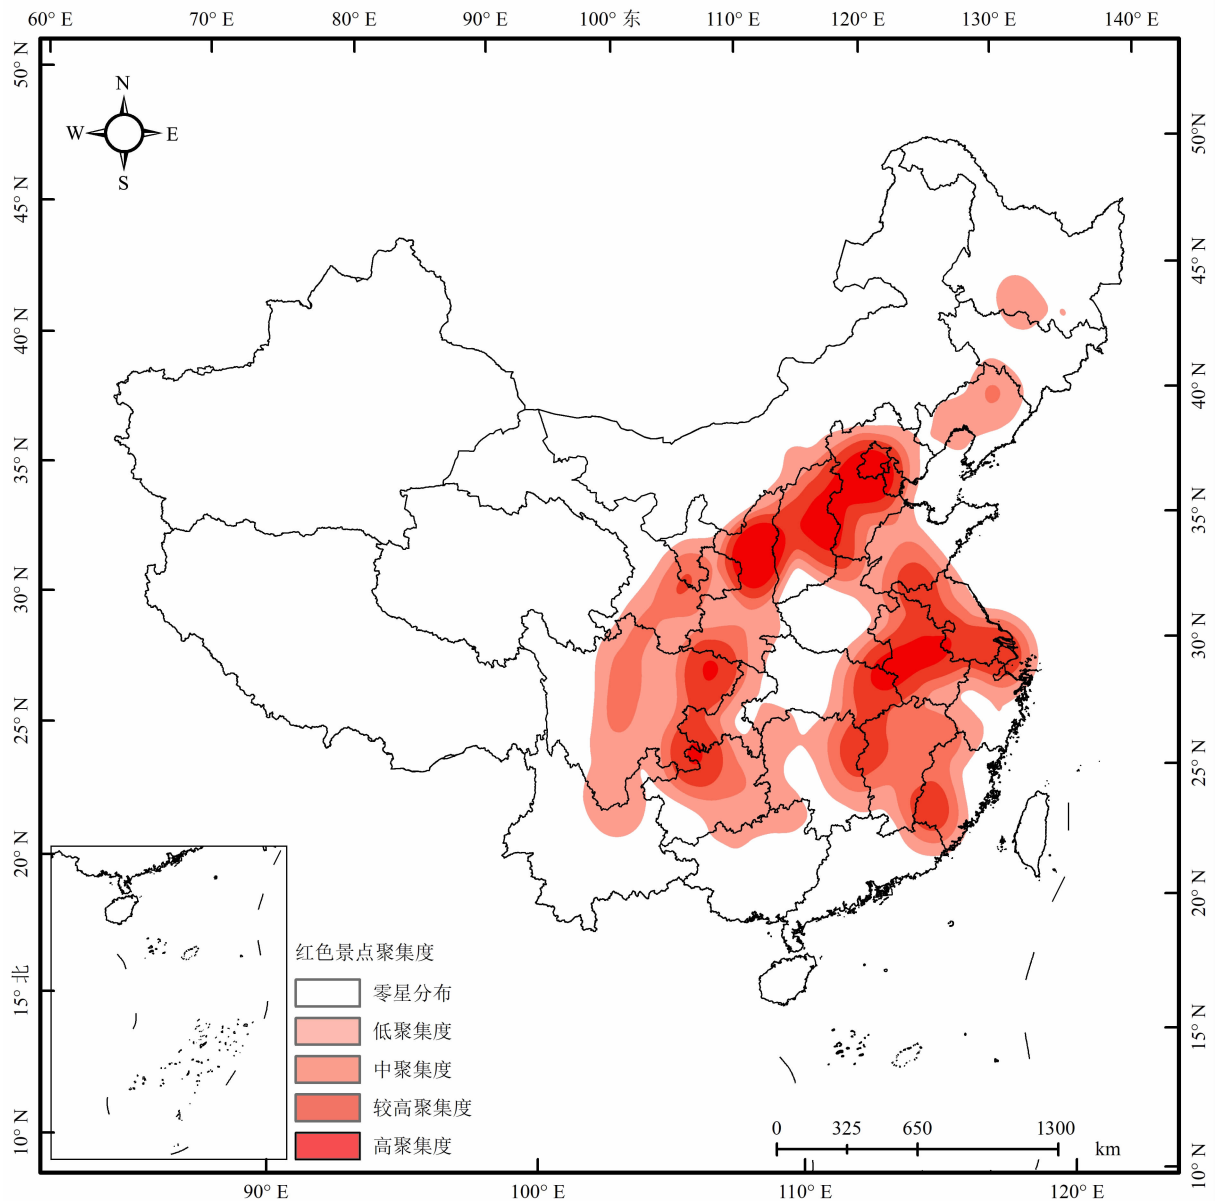 60° E 70° E 80° E 90° E 100° 东 110° E 120° E 130° E 140° E
50° N
45° N
40° N
35° N
30° N
25° N
20° N
15° 北
10° N
N
W E
S
50°N
45° N
40° N
35° N
30° N
25° N
20° N
15° N
10° N
红色景点聚集度
零星分布
低聚集度
中聚集度
较高聚集度
高聚集度
0 325 650 1300
km
90° E 100° E 110° E 120° E